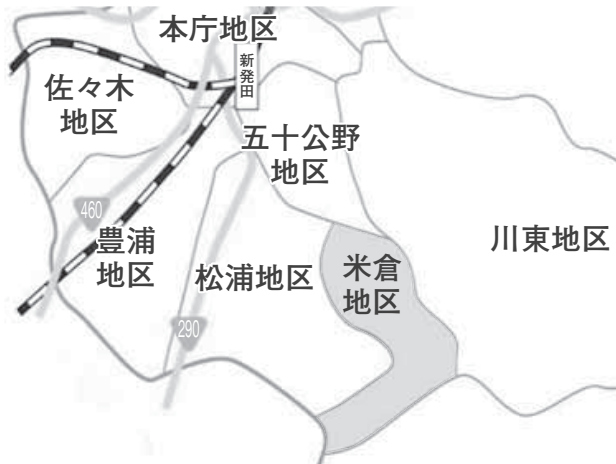 本庁地区
新発田
佐々木
地区
五十公野
地区
460
豊浦
地区
松浦地区
米倉
地区
川東地区
290